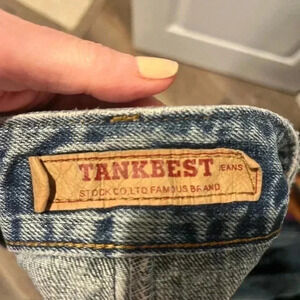 TANKBEST JEANS
STOCK CO.LTD FAMOUS BRAND